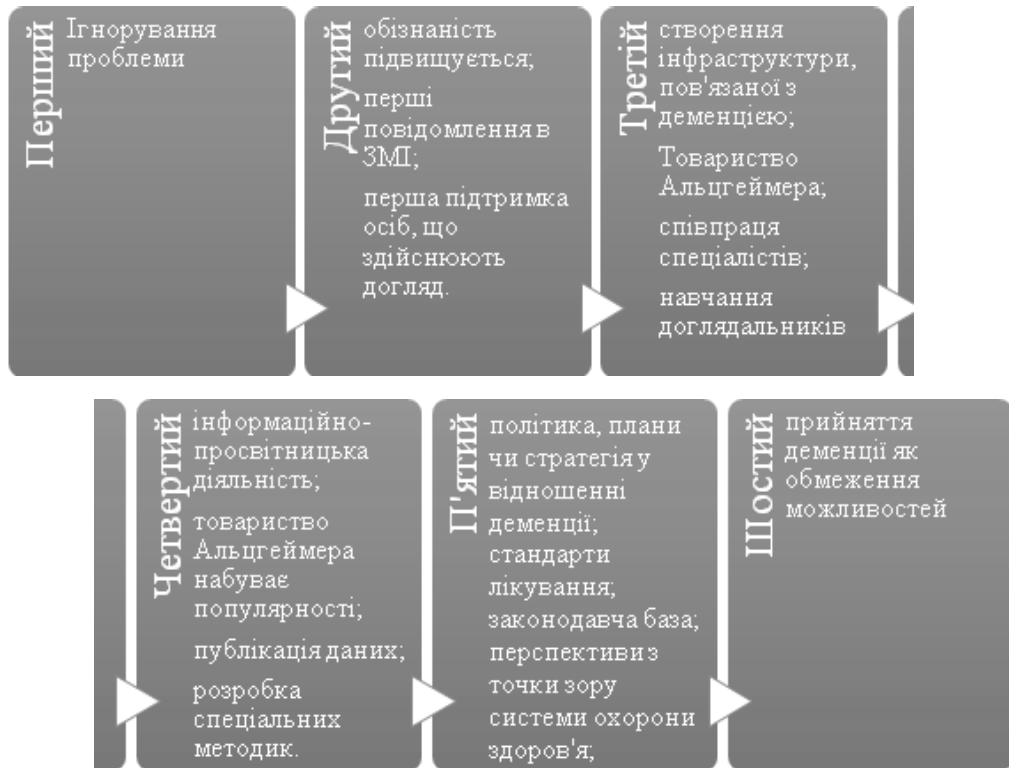 Перший
Ігнорування
проблеми
Другий
обізнаність
підвищується;
перші
повідомлення в
ЗМІ;
перша підтримка
осіб, що
здійснюють
догляд.
Третій
створення
інфраструктури,
пов'язаної з
деменцією;
Товариство
Альцгеймера;
співпраця
спеціалістів;
навчання
доглядальників
Четвертий
інформаційно-
просвітницька
діяльність;
товариство
Альцгеймера
набуває
популярності;
публікація даних;
розробка
спеціальних
методик.
П'ятий
політика, плани
чи стратегія у
відношенні
деменції;
стандарти
лікування;
законодавча база;
перспективи з
точки зору
системи охорони
здоров'я;
Шостий
прийняття
деменції як
обмеження
можливостей